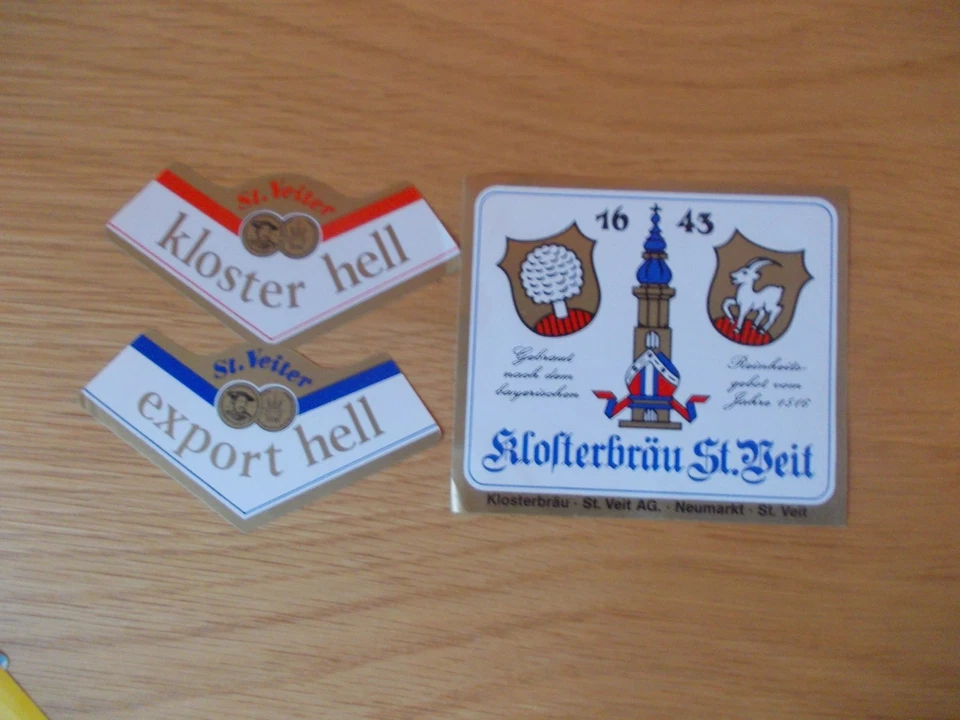 St. Veiter
kloster hell
St. Veiter
export hell
16 43
Gebraut
nach dem
bayerischen
Reinheits-
gebot vom
Jahre 1516
Klosterbräu St. Veit
Klosterbräu · St. Veit AG. · Neumarkt · St. Veit